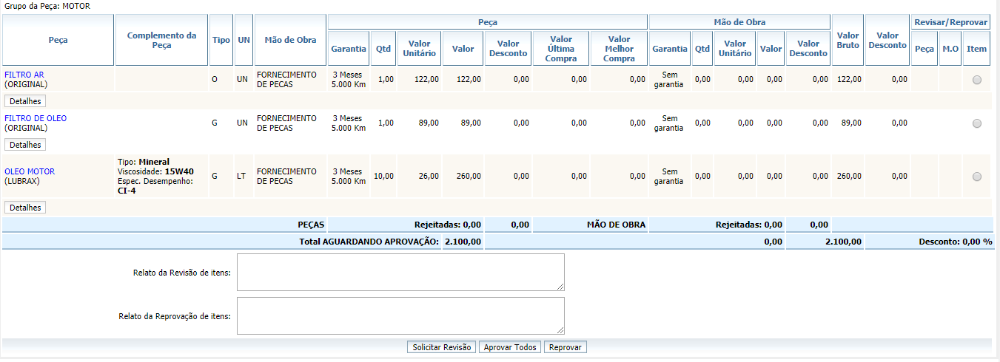 Grupo da Peça: MOTOR
Peça Mão de Obra Revisar/Reprovar
Peça Complemento da Peça Tipo UN Mão de Obra Garantia Qtd Valor Unitário Valor Valor Desconto Valor Última Compra Valor Melhor Compra Garantia Qtd Valor Unitário Valor Valor Desconto Valor Bruto Valor Desconto Peça M.O Item
FILTRO AR (ORIGINAL) O UN FORNECIMENTO DE PECAS 3 Meses 5.000 Km 1,00 122,00 122,00 0,00 0,00 0,00 Sem garantia 0,00 0,00 0,00 0,00 122,00 0,00
Detalhes
FILTRO DE OLEO (ORIGINAL) G UN FORNECIMENTO DE PECAS 3 Meses 5.000 Km 1,00 89,00 89,00 0,00 0,00 0,00 Sem garantia 0,00 0,00 0,00 0,00 89,00 0,00
Detalhes
OLEO MOTOR (LUBRAX) Tipo: Mineral Viscosidade: 15W40 Espec. Desempenho: CI-4 G LT FORNECIMENTO DE PECAS 3 Meses 5.000 Km 10,00 26,00 260,00 0,00 0,00 0,00 Sem garantia 0,00 0,00 0,00 0,00 260,00 0,00
Detalhes
PEÇAS Rejeitadas: 0,00 0,00 MÃO DE OBRA Rejeitadas: 0,00 0,00
Total AGUARDANDO APROVAÇÃO: 2.100,00 0,00 2.100,00 Desconto: 0,00 %
Relato da Revisão de itens:
Relato da Reprovação de itens:
Solicitar Revisão Aprovar Todos Reprovar